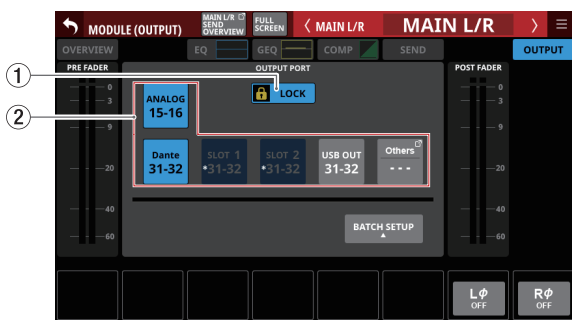 MODULE (OUTPUT)
MAIN L/R
SEND
OVERVIEW
FULL
SCREEN
MAIN L/R
MAIN L/R
OVERVIEW
EQ
GEQ
COMP
SEND
OUTPUT
PRE FADER
OUTPUT PORT
POST FADER
1
LOCK
2
ANALOG
15-16
0
3
9
20
40
60
0
3
9
20
40
60
Dante
31-32
SLOT 1
*31-32
SLOT 2
*31-32
USB OUT
31-32
Others
---
BATCH SETUP
LΦ
OFF
RΦ
OFF